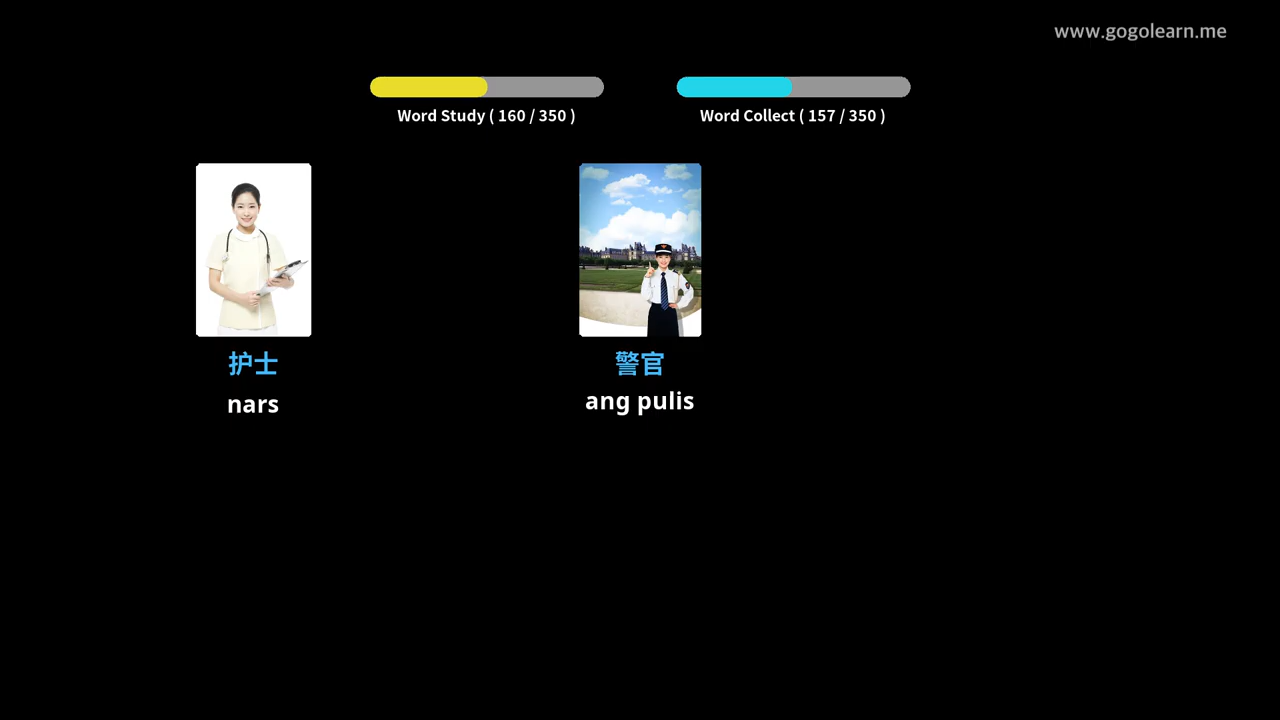 www.gogolearn.me
Word Study ( 160 / 350 )
Word Collect ( 157 / 350 )
护士
nars
警官
ang pulis